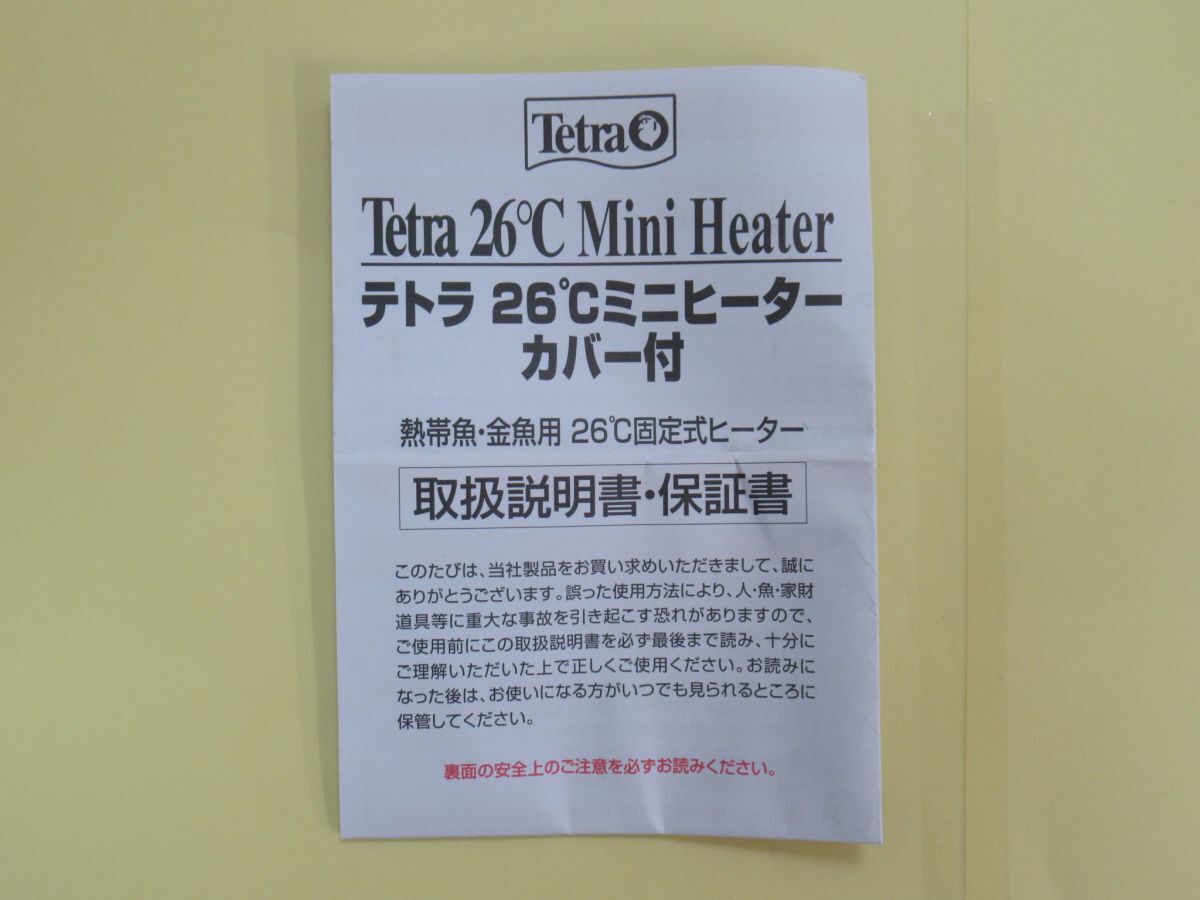 Tetra
Tetra 26℃ Mini Heater
テトラ 26℃ミニヒーター
カバー付
熱帯魚・金魚用 26℃固定式ヒーター
取扱説明書・保証書
このたびは、当社製品をお買い求めいただきまして、誠に
ありがとうございます。誤った使用方法により、人・魚・家財
道具等に重大な事故を引き起こす恐れがありますので、
ご使用前にこの取扱説明書を必ず最後まで読み、十分に
ご理解いただいた上で正しくご使用ください。お読みに
なった後は、お使いになる方がいつでも見られるところに
保管してください。
裏面の安全上のご注意を必ずお読みください。